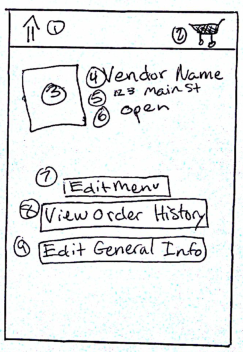 ① ②
③
④ Vendor Name
⑤ 123 Main St
⑥ open
⑦
Edit Menu
⑧ View Order History
⑨ Edit General Info